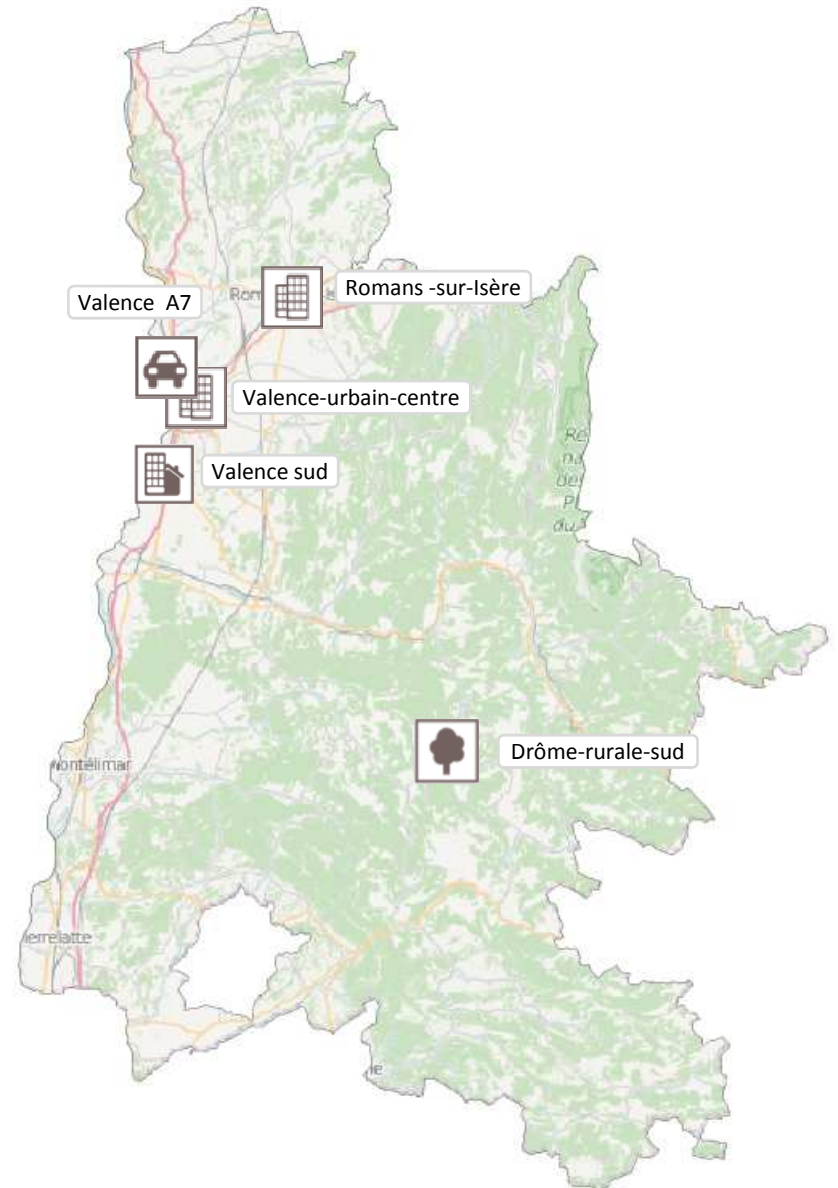 Romans -sur-Isère
Valence A7
Valence-urbain-centre
Valence sud
Drôme-rurale-sud